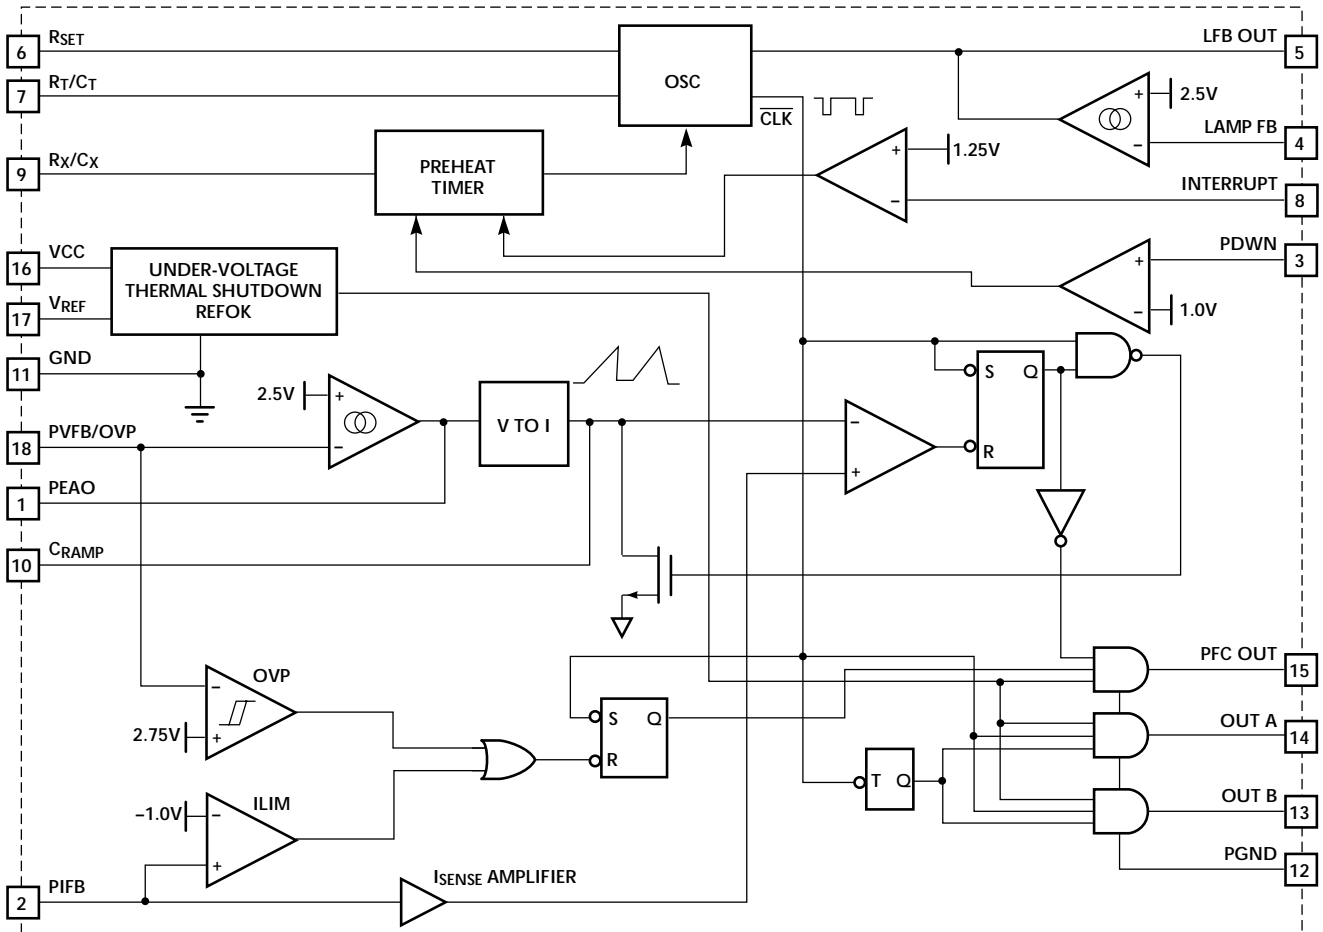 6 RSET
7 RT/CT
9 RX/CX
16 VCC
17 VREF
11 GND
18 PVFB/OVP
1 PEAO
10 CRAMP
2 PIFB
OSC
CLK
PREHEAT
TIMER
UNDER-VOLTAGE
THERMAL SHUTDOWN
REFOK
2.5V
+
−
V TO I
+
−
1.25V
+
−
2.5V
+
−
1.0V
−
+
S Q
R
OVP
−
2.75V
+
ILIM
−1.0V
−
+
S Q
R
T Q
ISENSE AMPLIFIER
LFB OUT 5
LAMP FB 4
INTERRUPT 8
PDWN 3
PFC OUT 15
OUT A 14
OUT B 13
PGND 12